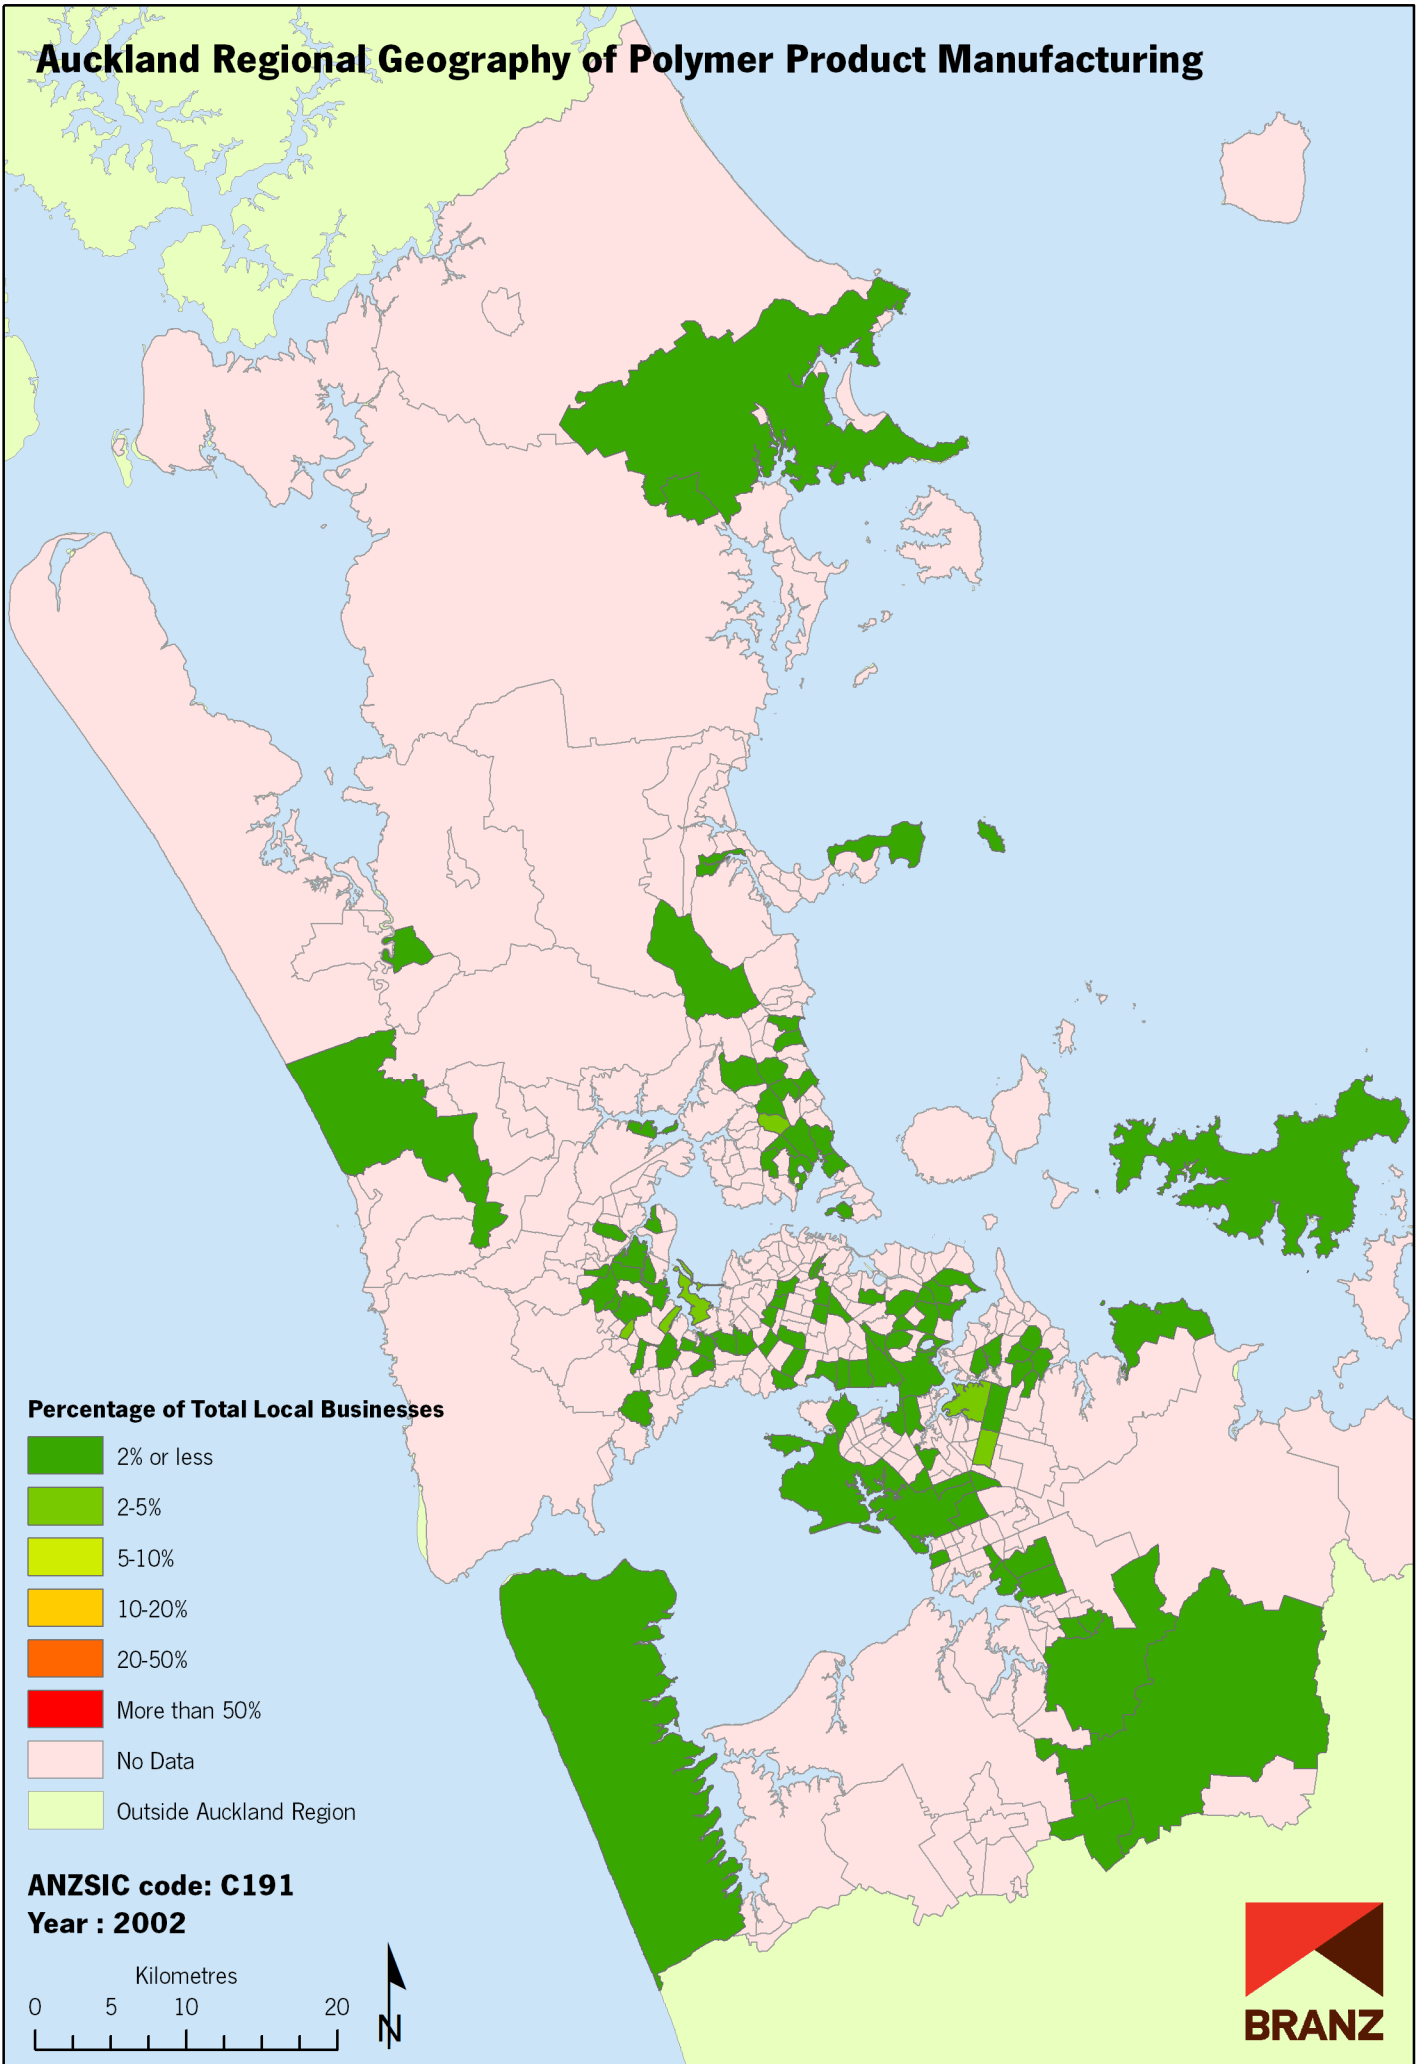 Auckland Regional Geography of Polymer Product Manufacturing
Percentage of Total Local Businesses
2% or less
2-5%
5-10%
10-20%
20-50%
More than 50%
No Data
Outside Auckland Region
ANZSIC code: C191
Year : 2002
Kilometres
0 5 10 20
N
BRANZ